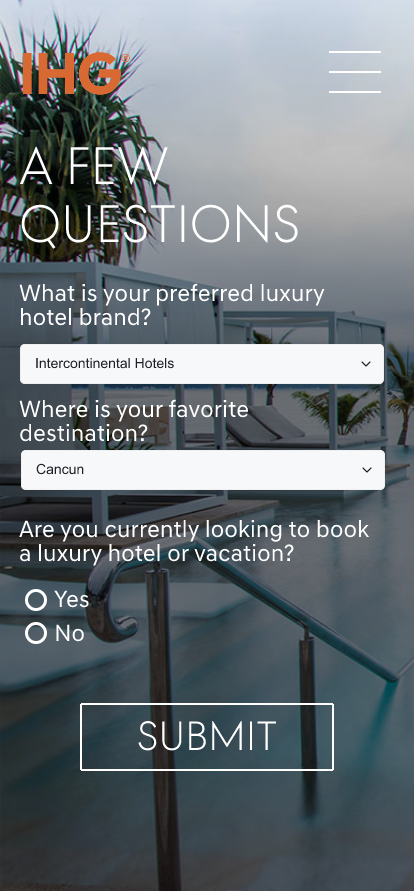 IHG®
A FEW
QUESTIONS
What is your preferred luxury
hotel brand?
Intercontinental Hotels
Where is your favorite
destination?
Cancun
Are you currently looking to book
a luxury hotel or vacation?
Yes
No
SUBMIT